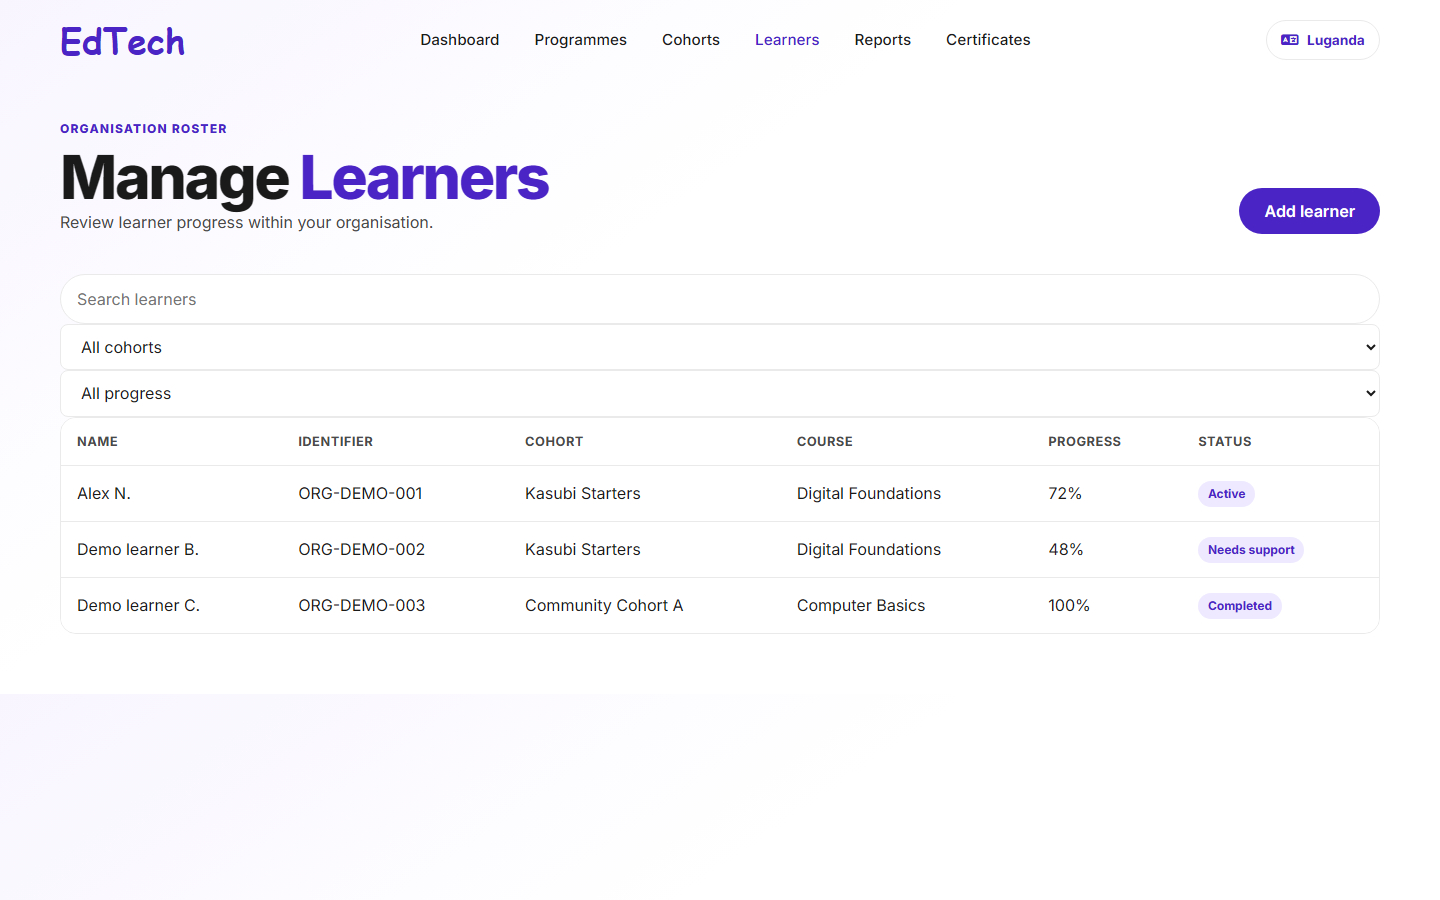 EdTech
Dashboard Programmes Cohorts Learners Reports Certificates
Luganda
ORGANISATION ROSTER
Manage Learners
Review learner progress within your organisation.
Add learner
Search learners
All cohorts
All progress
NAME IDENTIFIER COHORT COURSE PROGRESS STATUS
Alex N. ORG-DEMO-001 Kasubi Starters Digital Foundations 72% Active
Demo learner B. ORG-DEMO-002 Kasubi Starters Digital Foundations 48% Needs support
Demo learner C. ORG-DEMO-003 Community Cohort A Computer Basics 100% Completed